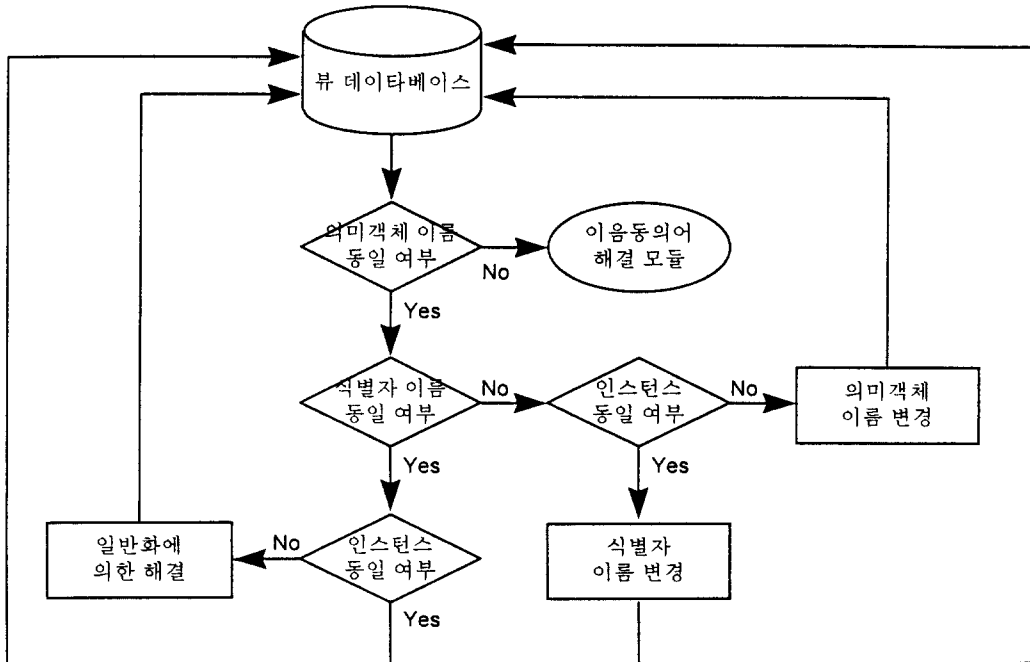 뷰 데이타베이스
의미객체 이름
동일 여부
No
이음동의어
해결 모듈
Yes
식별자 이름
동일 여부
No
인스턴스
동일 여부
No
의미객체
이름 변경
Yes
Yes
일반화에
의한 해결
No
인스턴스
동일 여부
식별자
이름 변경
Yes